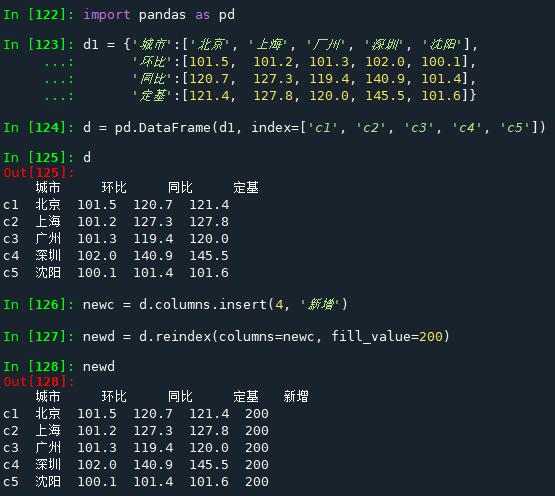 In [122]: import pandas as pd
In [123]: d1 = {'城市':['北京', '上海', '广州', '深圳', '沈阳'],
     ...:       '环比':[101.5,  101.2, 101.3, 102.0, 100.1],
     ...:       '同比':[120.7,  127.3, 119.4, 140.9, 101.4],
     ...:       '定基':[121.4,  127.8, 120.0, 145.5, 101.6]}
In [124]: d = pd.DataFrame(d1, index=['c1', 'c2', 'c3', 'c4', 'c5'])
In [125]: d
Out[125]:
    城市     环比     同比     定基
c1  北京  101.5  120.7  121.4
c2  上海  101.2  127.3  127.8
c3  广州  101.3  119.4  120.0
c4  深圳  102.0  140.9  145.5
c5  沈阳  100.1  101.4  101.6
In [126]: newc = d.columns.insert(4, '新增')
In [127]: newd = d.reindex(columns=newc, fill_value=200)
In [128]: newd
Out[128]:
    城市     环比     同比     定基   新增
c1  北京  101.5  120.7  121.4  200
c2  上海  101.2  127.3  127.8  200
c3  广州  101.3  119.4  120.0  200
c4  深圳  102.0  140.9  145.5  200
c5  沈阳  100.1  101.4  101.6  200